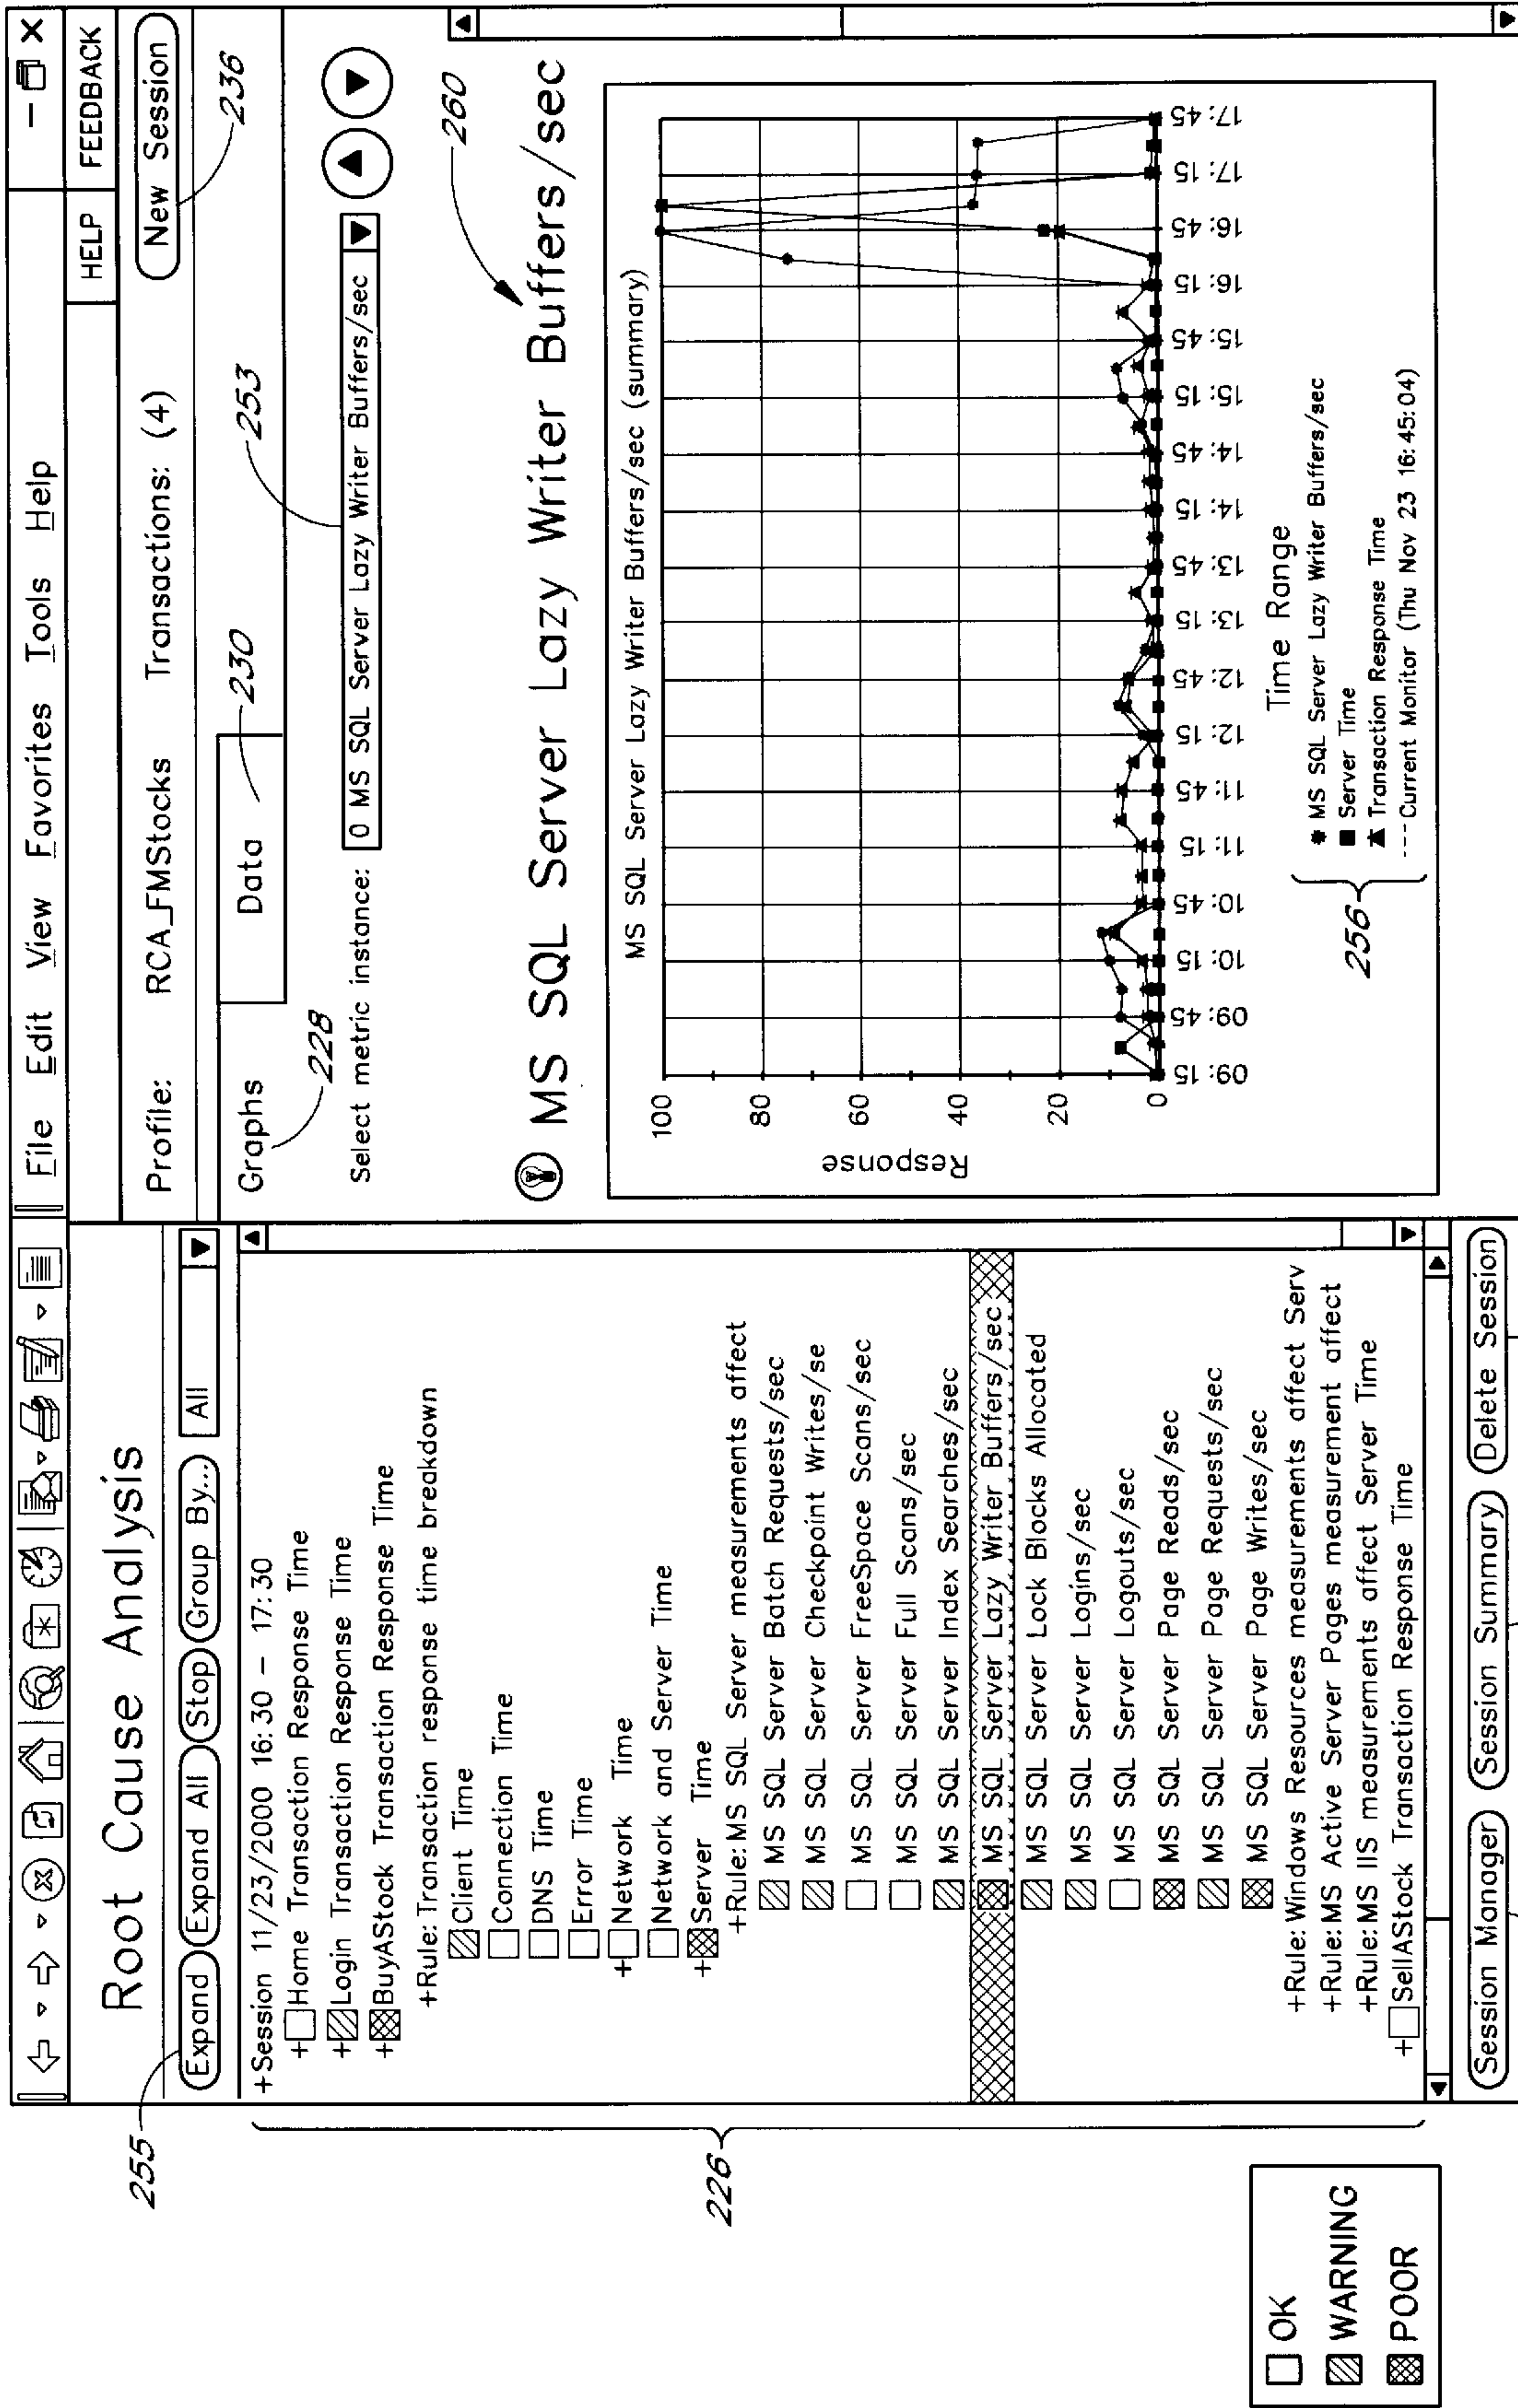 File Edit View Favorites Tools Help
Root Cause Analysis
HELP FEEDBACK
255
Expand Expand All Stop Group By... All
Profile: RCA_FMStocks Transactions: (4) New Session
236
Graphs Data
228
230
253
Select metric instance: 0 MS SQL Server Lazy Writer Buffers/sec
260
MS SQL Server Lazy Writer Buffers/sec
226
+Session 11/23/2000 16:30 - 17:30
+Home Transaction Response Time
+Login Transaction Response Time
+BuyAStock Transaction Response Time
+Rule: Transaction response time breakdown
Client Time
Connection Time
DNS Time
Error Time
+Network Time
Network and Server Time
+Server Time
+Rule: MS SQL Server measurements affect
MS SQL Server Batch Requests/sec
MS SQL Server Checkpoint Writes/se
MS SQL Server FreeSpace Scans/sec
MS SQL Server Full Scans/sec
MS SQL Server Index Searches/sec
MS SQL Server Lazy Writer Buffers/sec
MS SQL Server Lock Blocks Allocated
MS SQL Server Logins/sec
MS SQL Server Logouts/sec
MS SQL Server Page Reads/sec
MS SQL Server Page Requests/sec
MS SQL Server Page Writes/sec
+Rule: Windows Resources measurements affect Serv
+Rule: MS Active Server Pages measurement affect
+Rule: MS IIS measurements affect Server Time
+SellAStock Transaction Response Time
Session Manager Session Summary Delete Session
MS SQL Server Lazy Writer Buffers/sec (summary)
Response
100
80
60
40
20
0
09:15 09:45 10:15 10:45 11:15 11:45 12:15 12:45 13:15 13:45 14:15 14:45 15:15 15:45 16:15 16:45 17:15 17:45
Time Range
256
MS SQL Server Lazy Writer Buffers/sec
Server Time
Transaction Response Time
---Current Monitor (Thu Nov 23 16:45:04)
OK
WARNING
POOR